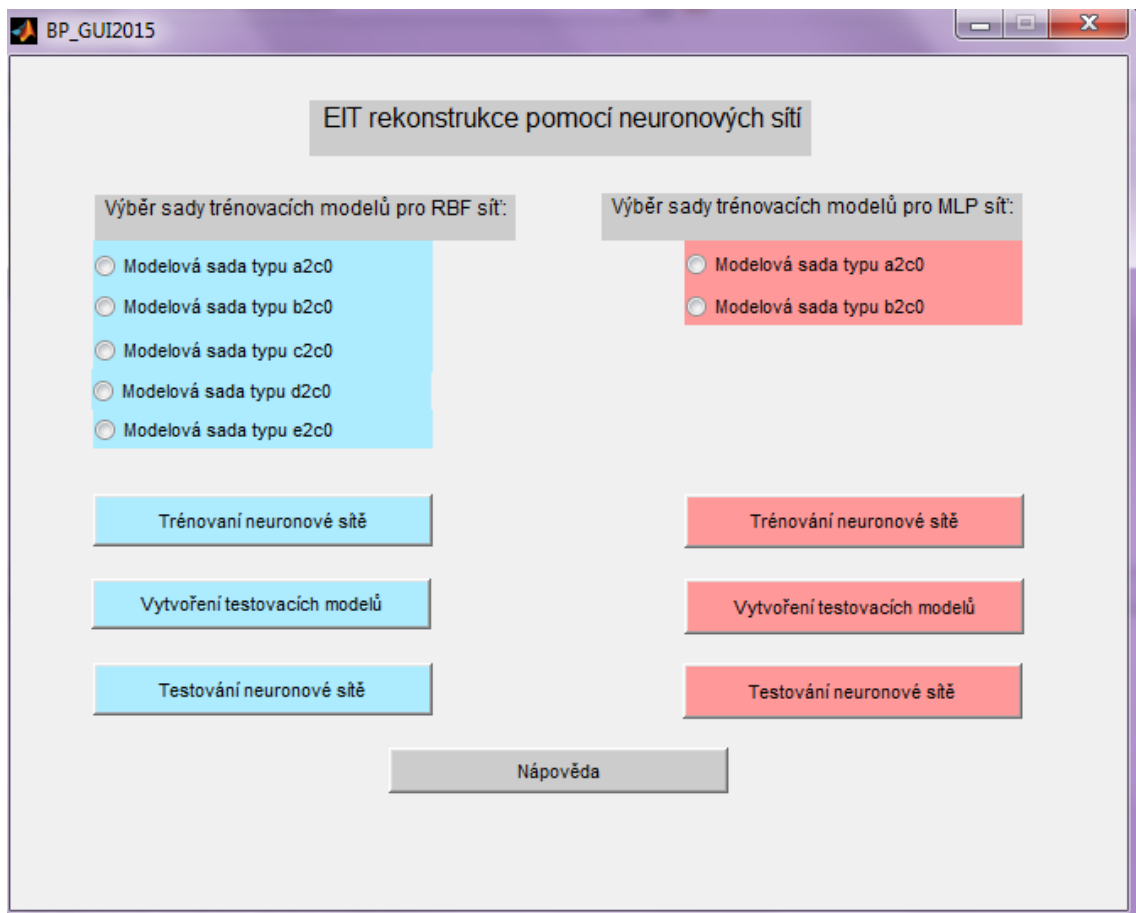 BP_GUI2015
EIT rekonstrukce pomocí neuronových sítí
Výběr sady trénovacích modelů pro RBF síť:
Modelová sada typu a2c0
Modelová sada typu b2c0
Modelová sada typu c2c0
Modelová sada typu d2c0
Modelová sada typu e2c0
Trénovaní neuronové sítě
Vytvoření testovacích modelů
Testování neuronové sítě
Výběr sady trénovacích modelů pro MLP síť:
Modelová sada typu a2c0
Modelová sada typu b2c0
Trénování neuronové sítě
Vytvoření testovacích modelů
Testování neuronové sítě
Nápověda